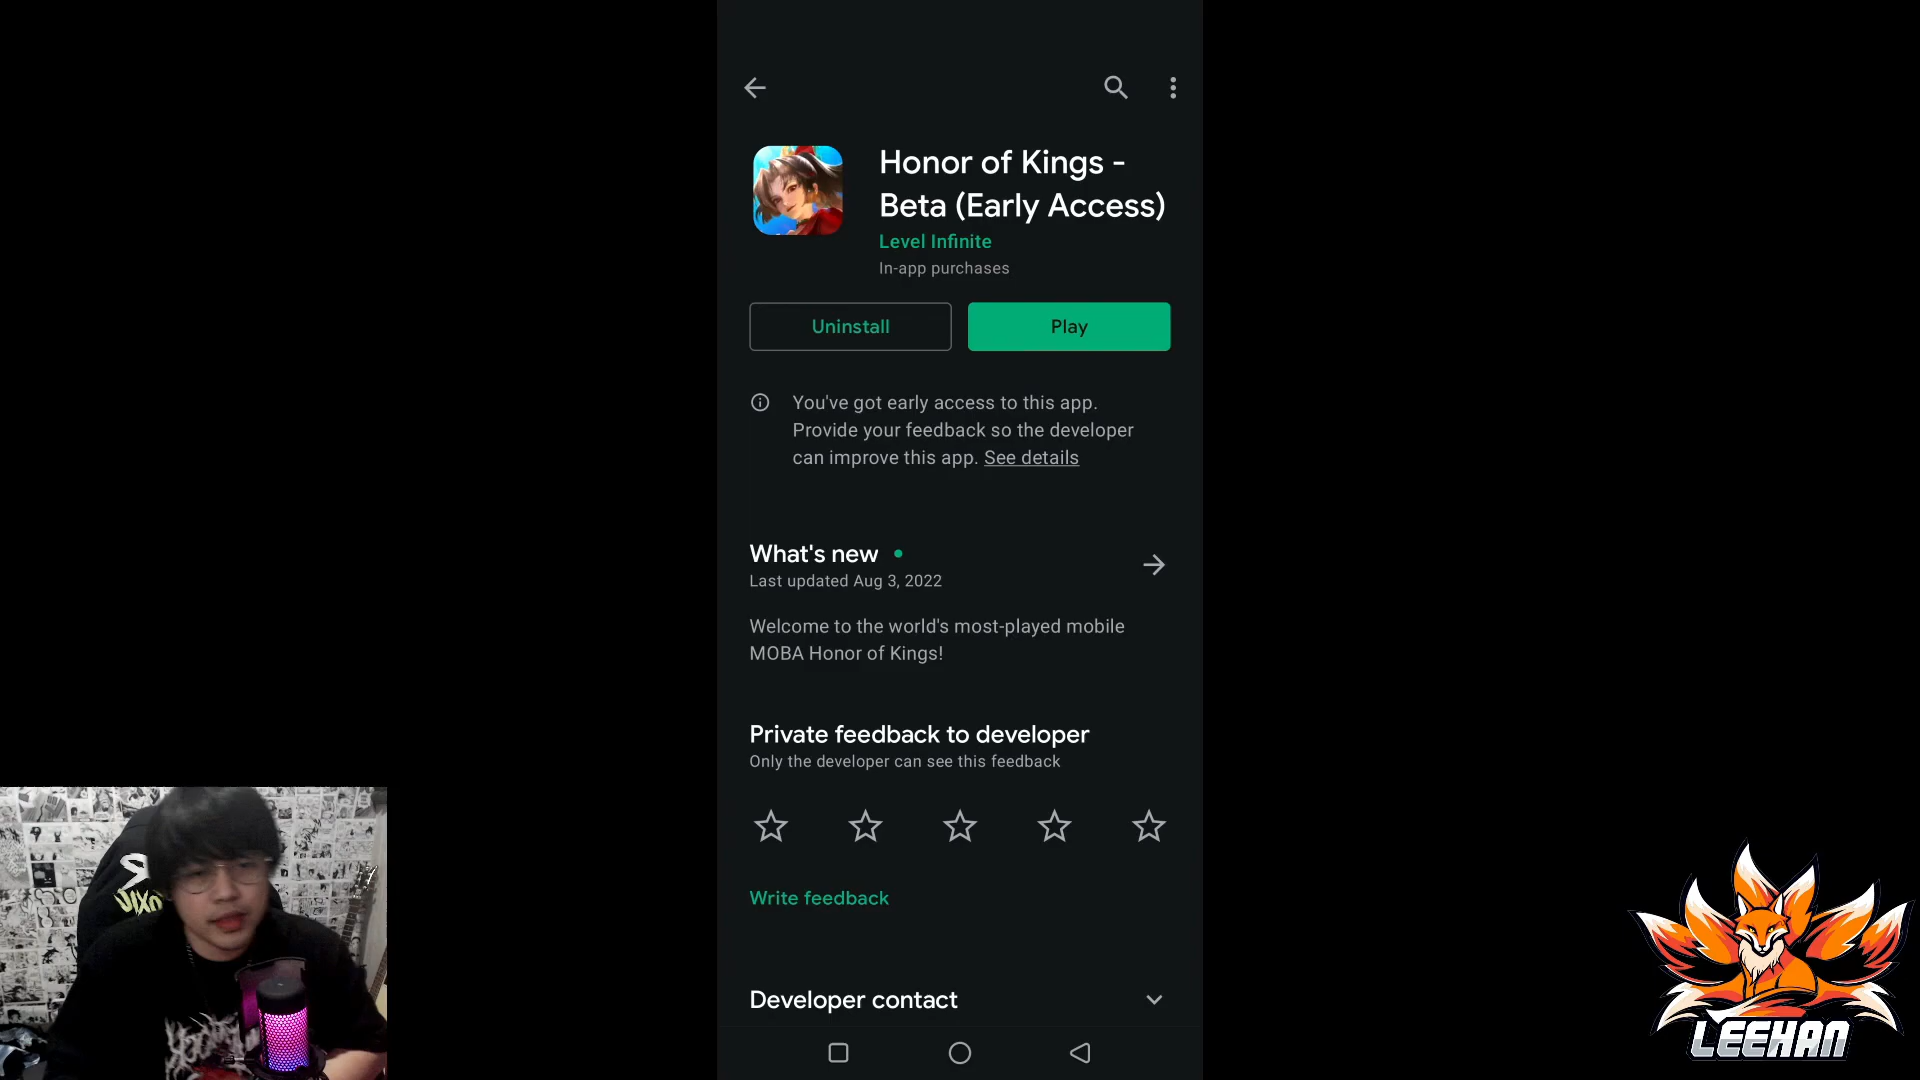 Honor of Kings -
Beta (Early Access)
Level Infinite
In-app purchases
Uninstall
Play
You've got early access to this app.
Provide your feedback so the developer
can improve this app. See details
What's new
Last updated Aug 3, 2022
Welcome to the world's most-played mobile
MOBA Honor of Kings!
Private feedback to developer
Only the developer can see this feedback
Write feedback
Developer contact
LEEHAN